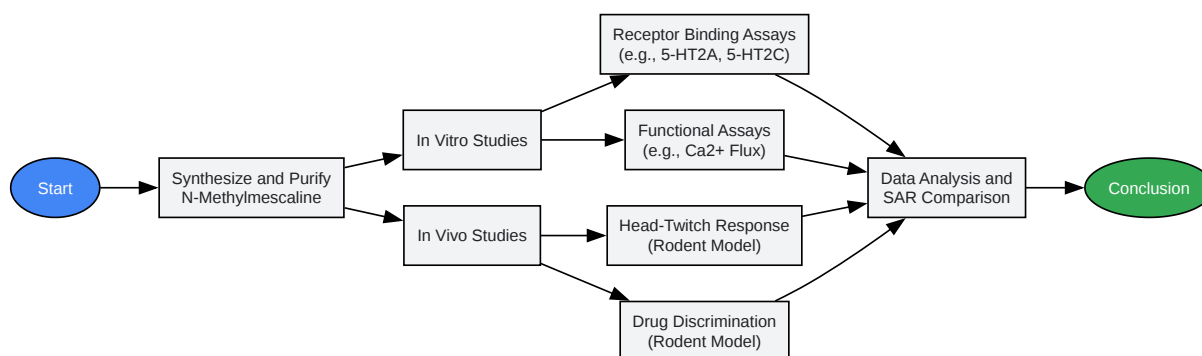 Start
Synthesize and Purify
N-Methylmescaline
In Vitro Studies
In Vivo Studies
Receptor Binding Assays
(e.g., 5-HT2A, 5-HT2C)
Functional Assays
(e.g., Ca2+ Flux)
Head-Twitch Response
(Rodent Model)
Drug Discrimination
(Rodent Model)
Data Analysis and
SAR Comparison
Conclusion